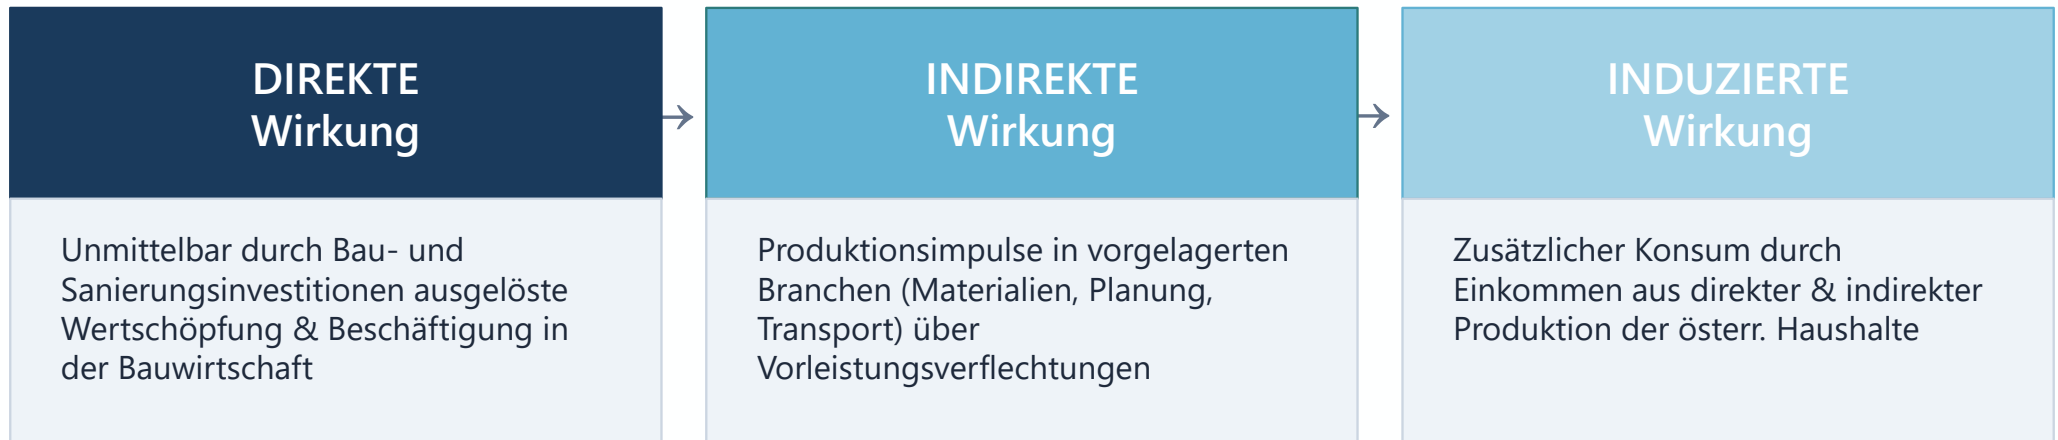 DIREKTE
Wirkung
Unmittelbar durch Bau- und
Sanierungsinvestitionen ausgelöste
Wertschöpfung & Beschäftigung in
der Bauwirtschaft
INDIREKTE
Wirkung
Produktionsimpulse in vorgelagerten
Branchen (Materialien, Planung,
Transport) über
Vorleistungsverflechtungen
INDUZIERTE
Wirkung
Zusätzlicher Konsum durch
Einkommen aus direkter & indirekter
Produktion der österr. Haushalte